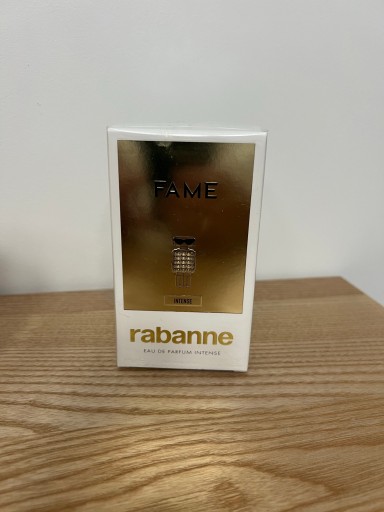 FAME
INTENSE
rabanne
EAU DE PARFUM INTENSE